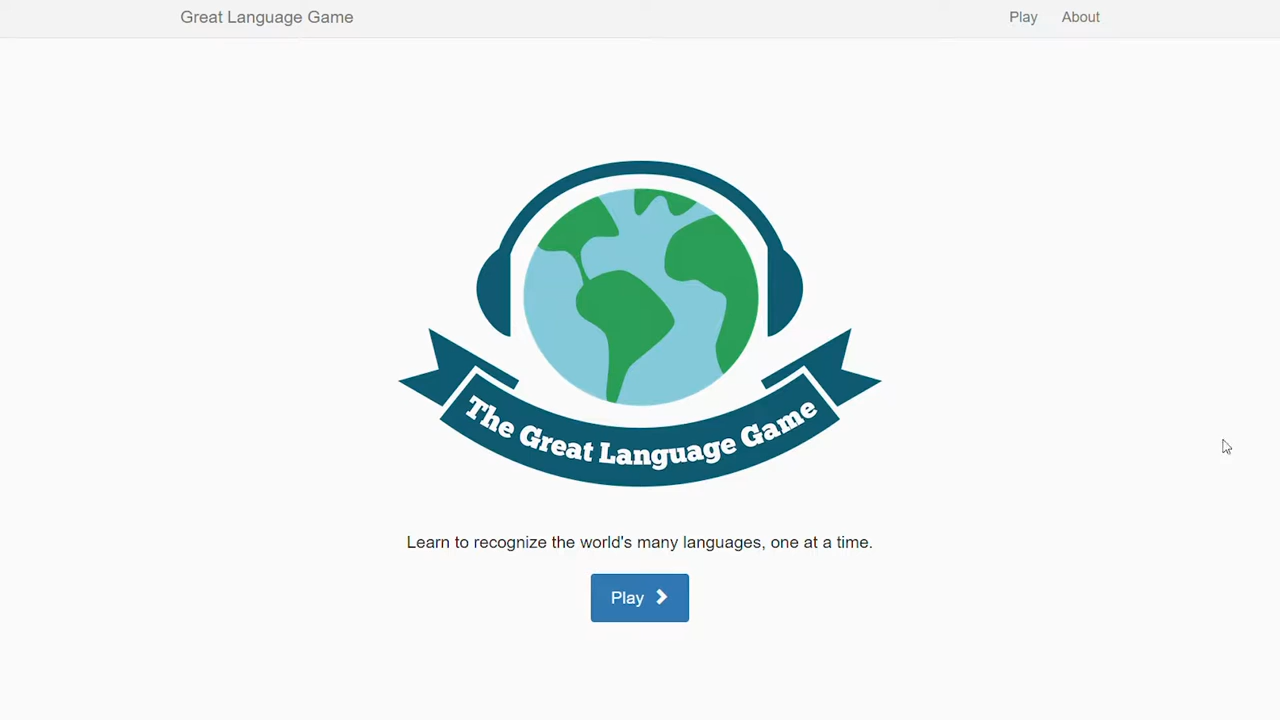 Great Language Game
Play
About
The Great Language Game
Learn to recognize the world's many languages, one at a time.
Play